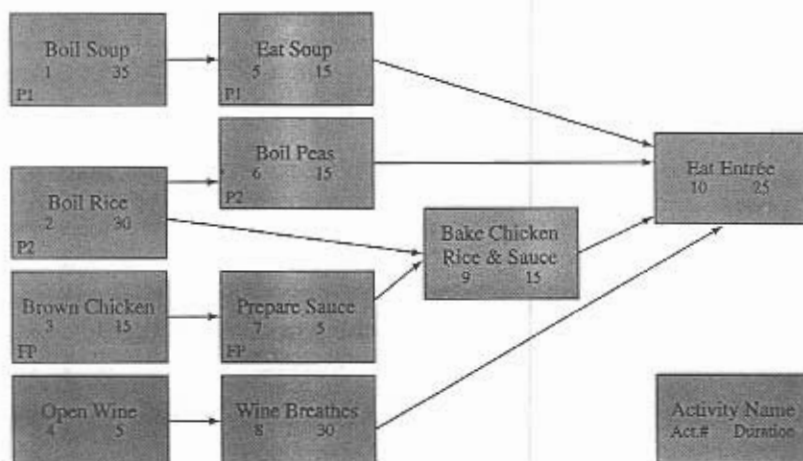 Boil Soup
1 35
P1
Eat Soup
5 15
P1
Boil Peas
6 15
P2
Eat Entrée
10 25
Boil Rice
2 30
P2
Bake Chicken
Rice & Sauce
9 15
Brown Chicken
3 15
FP
Prepare Sauce
7 5
FP
Open Wine
4 5
Wine Breathes
8 30
Activity Name
Act.# Duration